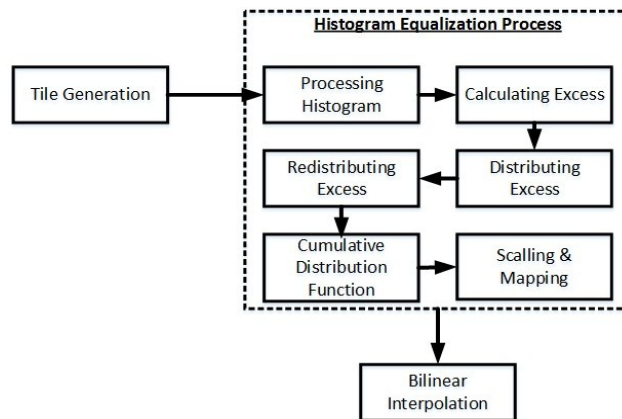 Histogram Equalization Process
Tile Generation
Processing
Histogram
Calculating Excess
Redistributing
Excess
Distributing
Excess
Cumulative
Distribution
Function
Scalling &
Mapping
Bilinear
Interpolation